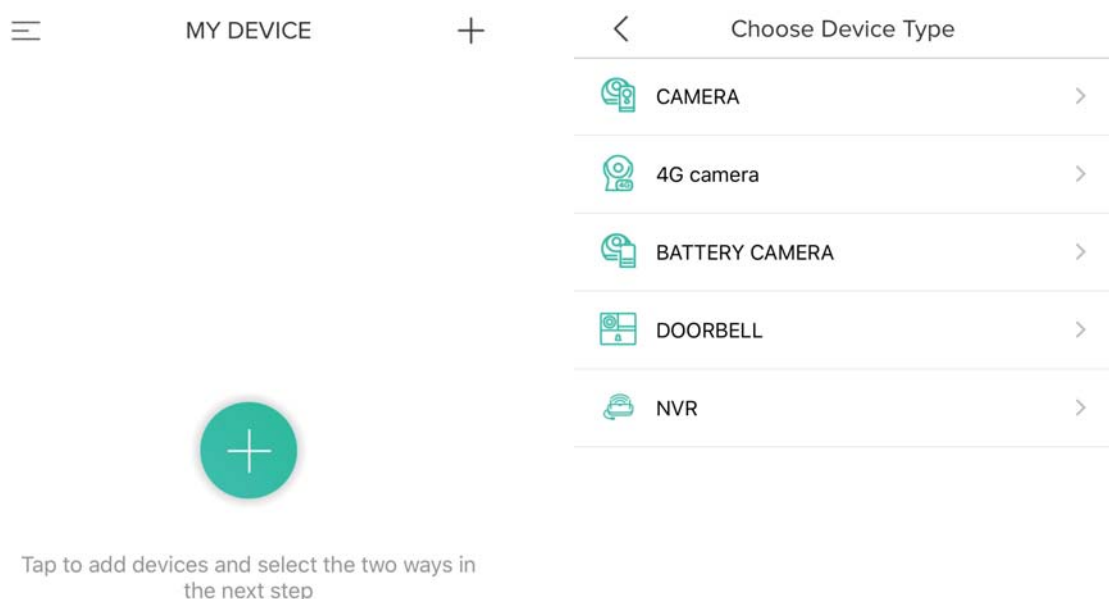 MY DEVICE
Tap to add devices and select the two ways in
the next step
Choose Device Type
CAMERA
4G camera
BATTERY CAMERA
DOORBELL
NVR